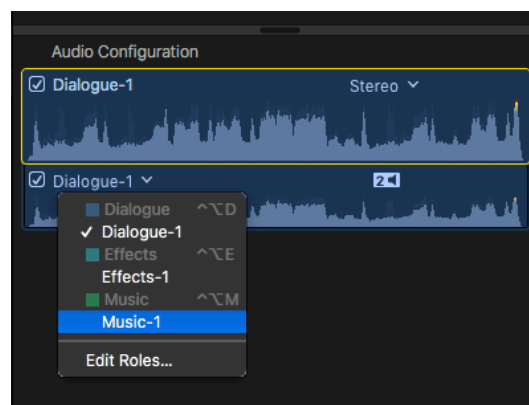 Audio Configuration
Dialogue-1 Stereo
Dialogue-1 2
Dialogue ^⌥D
✓ Dialogue-1
Effects ^⌥E
Effects-1
Music ^⌥M
Music-1
Edit Roles...